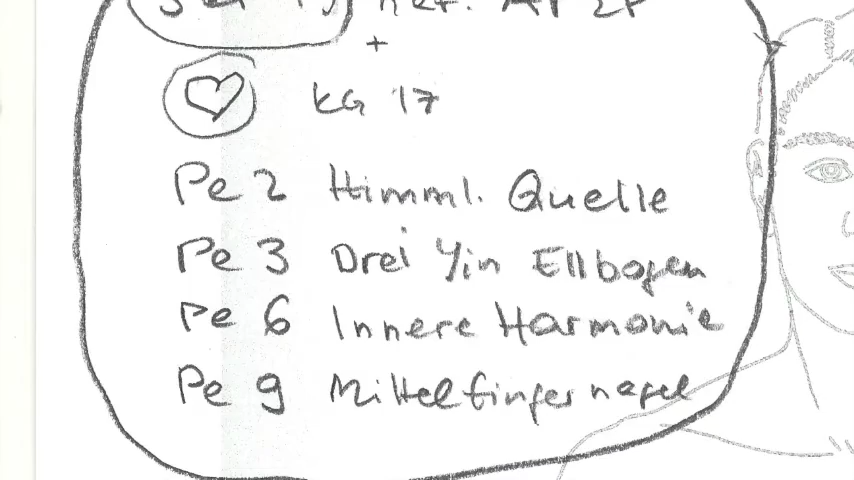 +
KG 17
Pe 2 Himml. Quelle
Pe 3 Drei Yin Ellbogen
Pe 6 Innere Harmonie
Pe 9 Mittelfingernagel